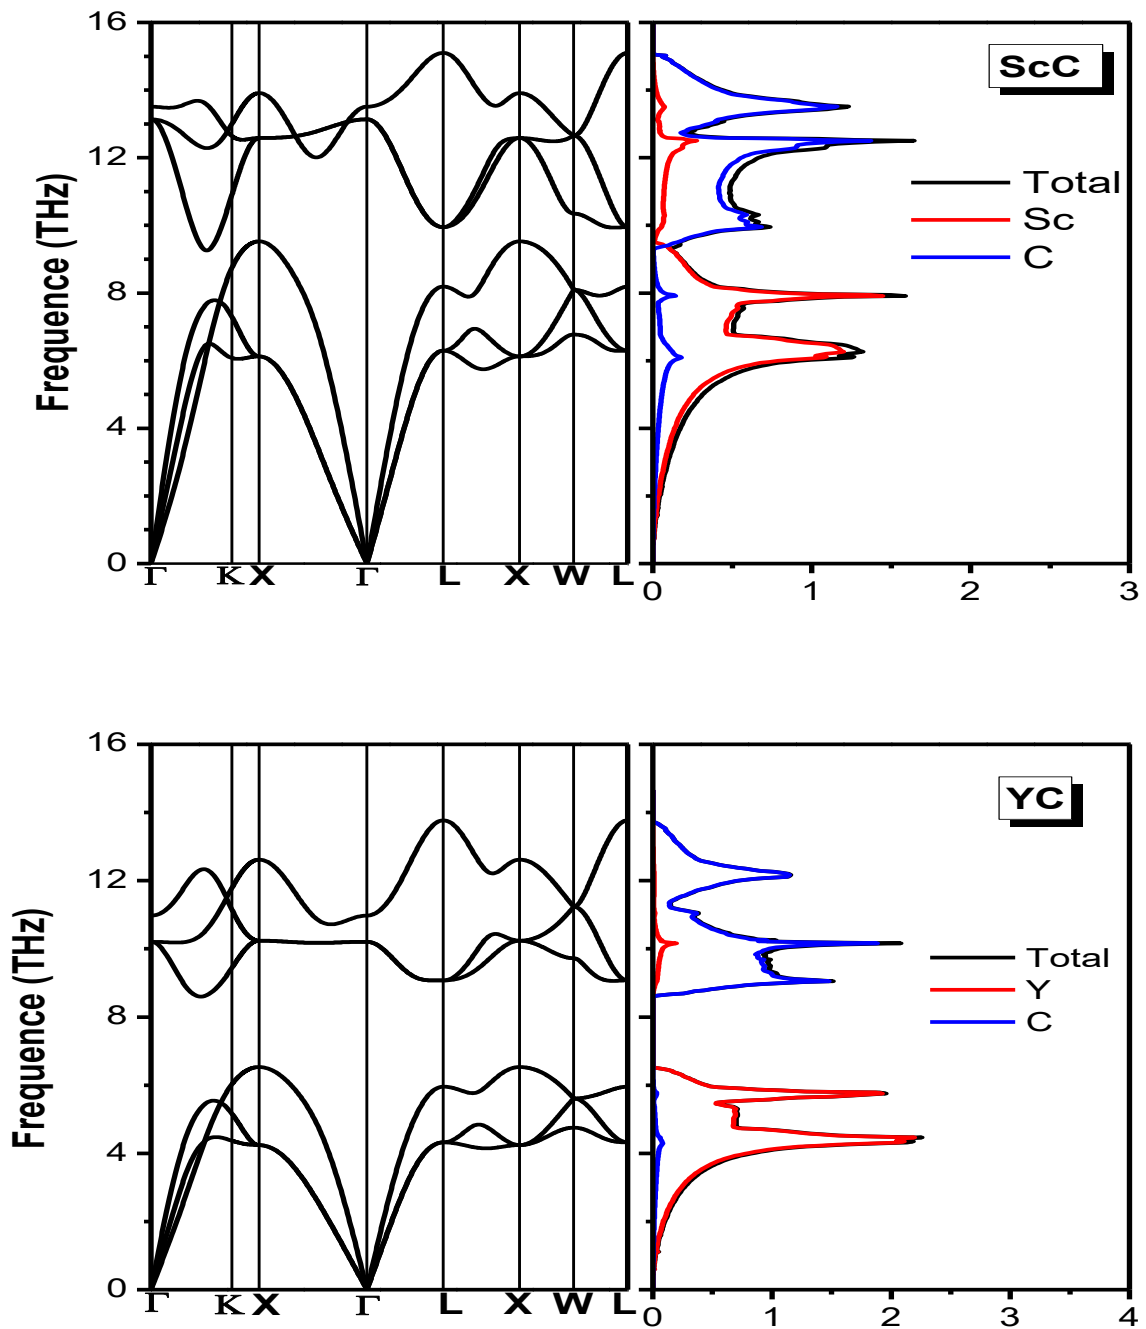 16
12
8
4
0
Frequence (THz)
Γ K X Γ L X W L
ScC
Total
Sc
C
0 1 2 3
16
12
8
4
0
Frequence (THz)
Γ K X Γ L X W L
YC
Total
Y
C
0 1 2 3 4